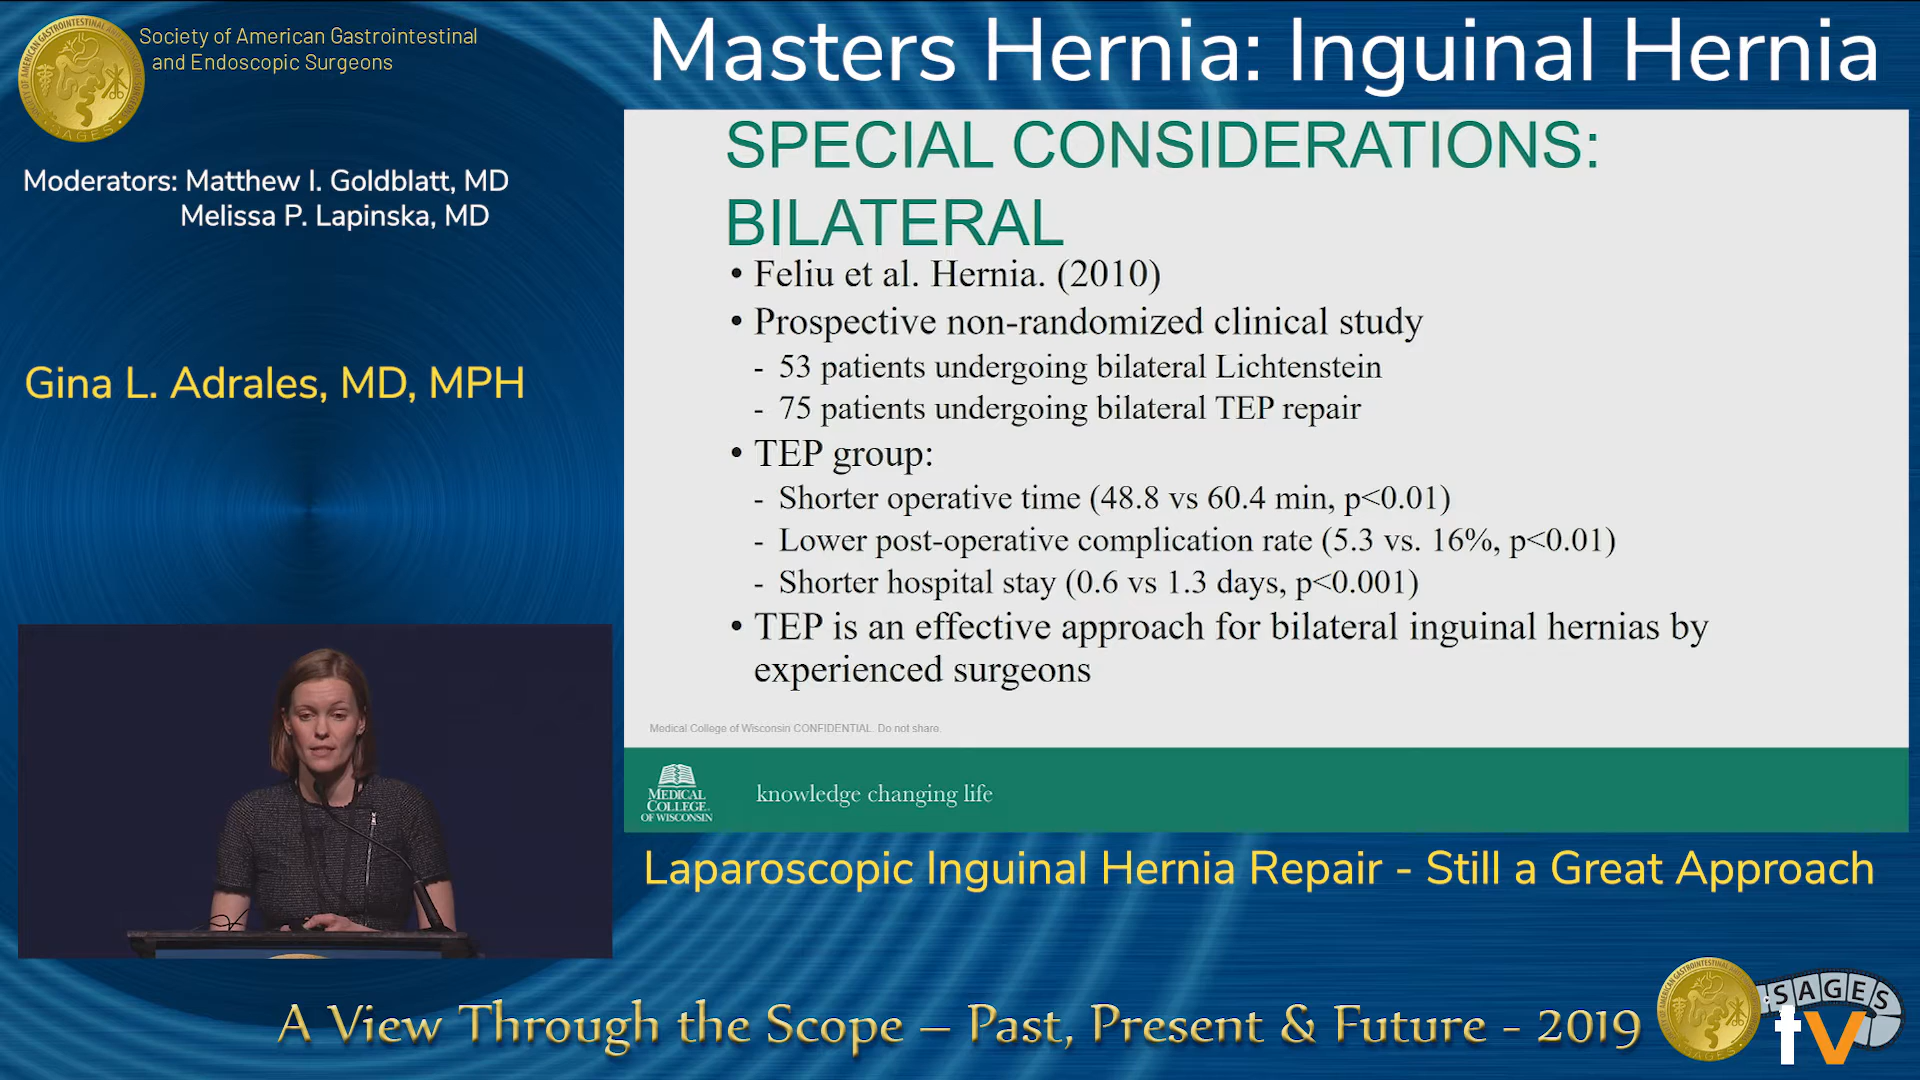 Society of American Gastrointestinal
and Endoscopic Surgeons
Masters Hernia: Inguinal Hernia
Moderators: Matthew I. Goldblatt, MD
Melissa P. Lapinska, MD
Gina L. Adrales, MD, MPH
SPECIAL CONSIDERATIONS:
BILATERAL
• Feliu et al. Hernia. (2010)
• Prospective non-randomized clinical study
- 53 patients undergoing bilateral Lichtenstein
- 75 patients undergoing bilateral TEP repair
• TEP group:
- Shorter operative time (48.8 vs 60.4 min, p<0.01)
- Lower post-operative complication rate (5.3 vs. 16%, p<0.01)
- Shorter hospital stay (0.6 vs 1.3 days, p<0.001)
• TEP is an effective approach for bilateral inguinal hernias by
experienced surgeons
Medical College of Wisconsin CONFIDENTIAL. Do not share.
MEDICAL
COLLEGE
OF WISCONSIN
knowledge changing life
Laparoscopic Inguinal Hernia Repair - Still a Great Approach
A View Through the Scope – Past, Present & Future - 2019
SAGES
tv